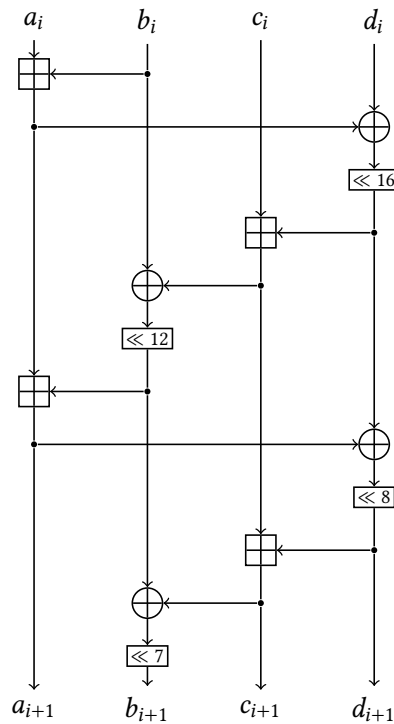 a_i b_i c_i d_i
≪ 16
≪ 12
≪ 8
≪ 7
a_{i+1} b_{i+1} c_{i+1} d_{i+1}